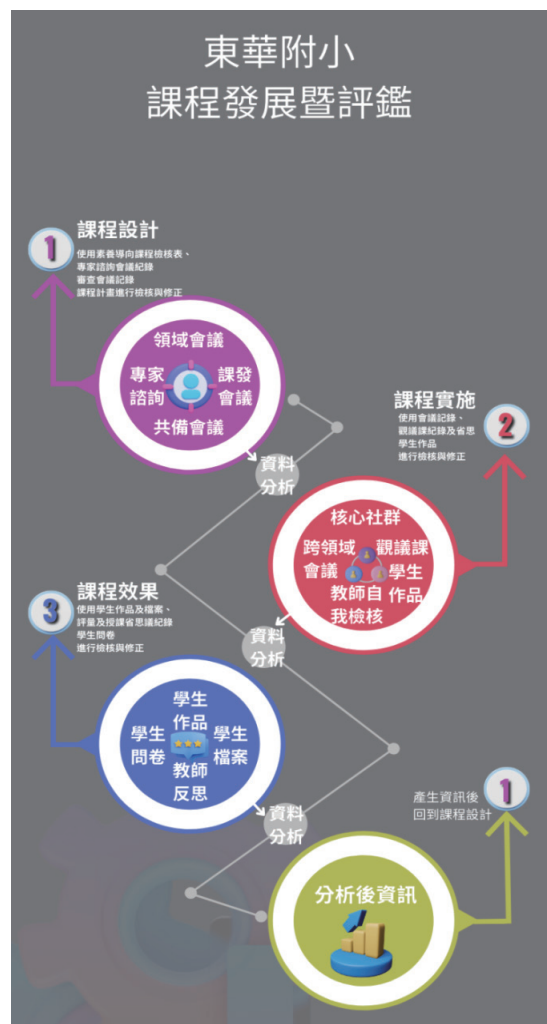 東華附小
課程發展暨評鑑
1
課程設計
使用素養導向課程檢核表、
專家諮詢會議紀錄
審查會議記錄
課程計畫進行檢核與修正
領域會議
專家
諮詢
課發
會議
共備會議
資料
分析
2
課程實施
使用會議記錄、
觀議課紀錄及省思
學生作品
進行檢核與修正
核心社群
跨領域
會議
觀議課
學生
作品
教師自
我檢核
資料
分析
3
課程效果
使用學生作品及檔案、
評量及授課省思議紀錄
學生問卷
進行檢核與修正
學生
作品
學生
問卷
學生
檔案
教師
反思
資料
分析
1
產生資訊後
回到課程設計
分析後資訊